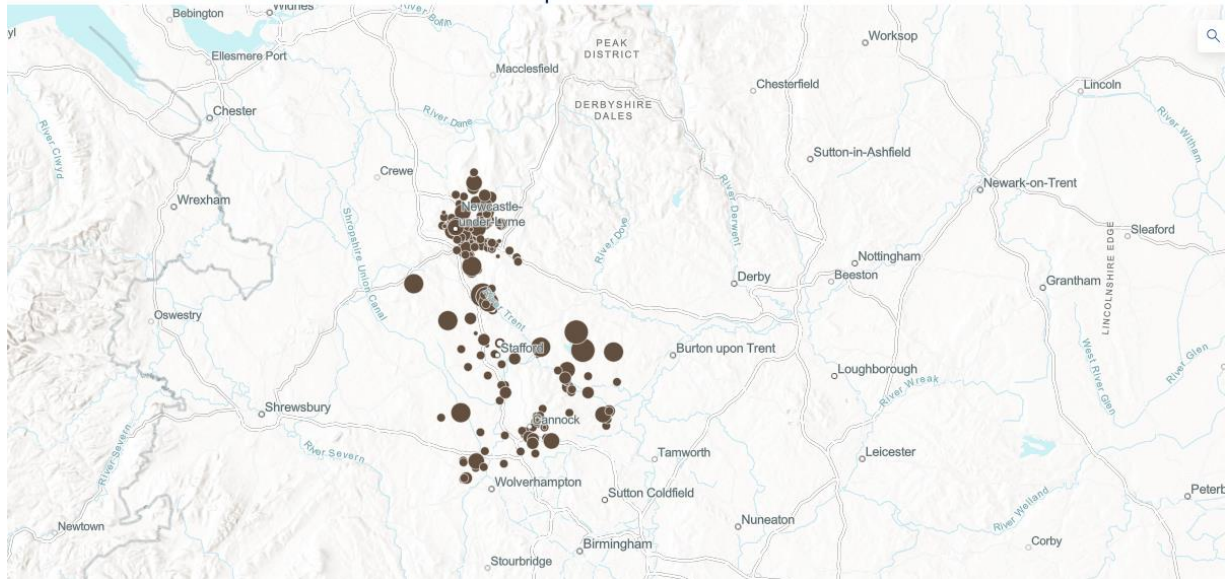 Bebington
Widnes
River Bollin
Worksop
PEAK
DISTRICT
Ellesmere Port
Macclesfield
Chesterfield
Lincoln
DERBYSHIRE
DALES
Chester
River Dane
River Witham
River Clwyd
Crewe
Sutton-in-Ashfield
Newark-on-Trent
Wrexham
Newcastle-
under-Lyme
Shropshire Union Canal
River Dove
River Derwent
Sleaford
Nottingham
Derby
Beeston
Grantham
LINCOLNSHIRE EDGE
Oswestry
Trent
Stafford
Burton upon Trent
Loughborough
River Wreak
West River Glen
River Glen
Shrewsbury
Cannock
River Severn
River Severn
Tamworth
Leicester
Wolverhampton
Sutton Coldfield
River Welland
Peterb
Newtown
Nuneaton
Birmingham
Corby
Stourbridge